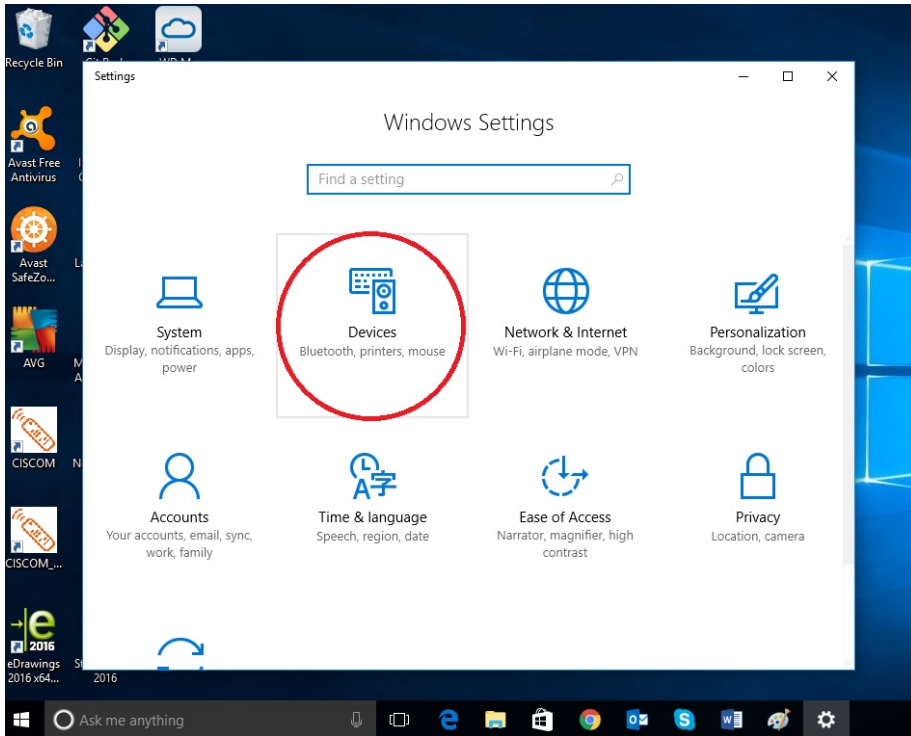 Recycle Bin
Settings
Windows Settings
Find a setting
Avast Free
Antivirus
Avast
SafeZo...
AVG
CISCOM
CISCOM_...
2016
eDrawings
2016 x64...
2016
System
Display, notifications, apps,
power
Devices
Bluetooth, printers, mouse
Network & Internet
Wi-Fi, airplane mode, VPN
Personalization
Background, lock screen,
colors
Accounts
Your accounts, email, sync,
work, family
Time & language
Speech, region, date
Ease of Access
Narrator, magnifier, high
contrast
Privacy
Location, camera
Ask me anything